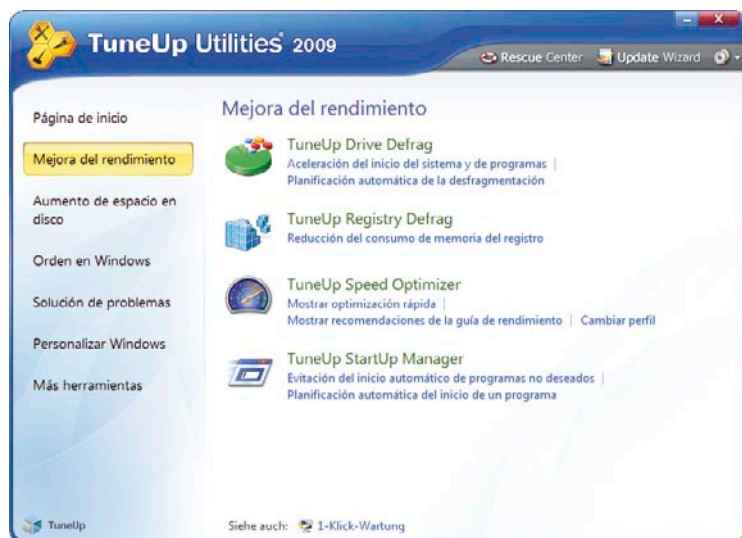 TuneUp Utilities® 2009
Rescue Center Update Wizard
Página de inicio
Mejora del rendimiento
Aumento de espacio en
disco
Orden en Windows
Solución de problemas
Personalizar Windows
Más herramientas
TuneUp
Mejora del rendimiento
TuneUp Drive Defrag
Aceleración del inicio del sistema y de programas |
Planificación automática de la desfragmentación
TuneUp Registry Defrag
Reducción del consumo de memoria del registro
TuneUp Speed Optimizer
Mostrar optimización rápida |
Mostrar recomendaciones de la guía de rendimiento | Cambiar perfil
TuneUp StartUp Manager
Evitación del inicio automático de programas no deseados |
Planificación automática del inicio de un programa
Siehe auch: 1-Klick-Wartung